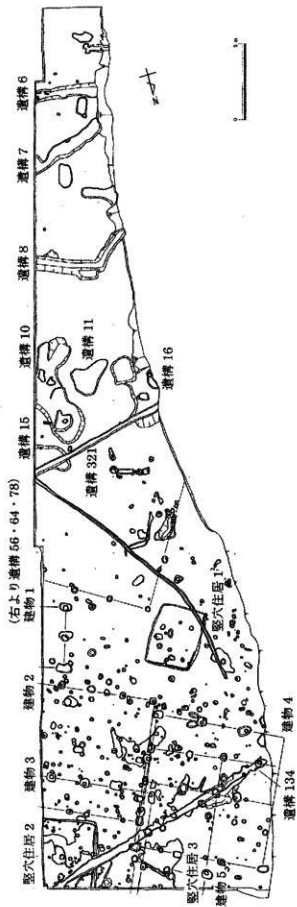 遺構6
遺構7
遺構8
遺構10
遺構11
遺構15
遺構16
遺構321
(右より遺構56・64・78)
建物1
竪穴住居1
建物2
建物3
建物4
竪穴住居2
遺構134
竪穴住居3
建物5